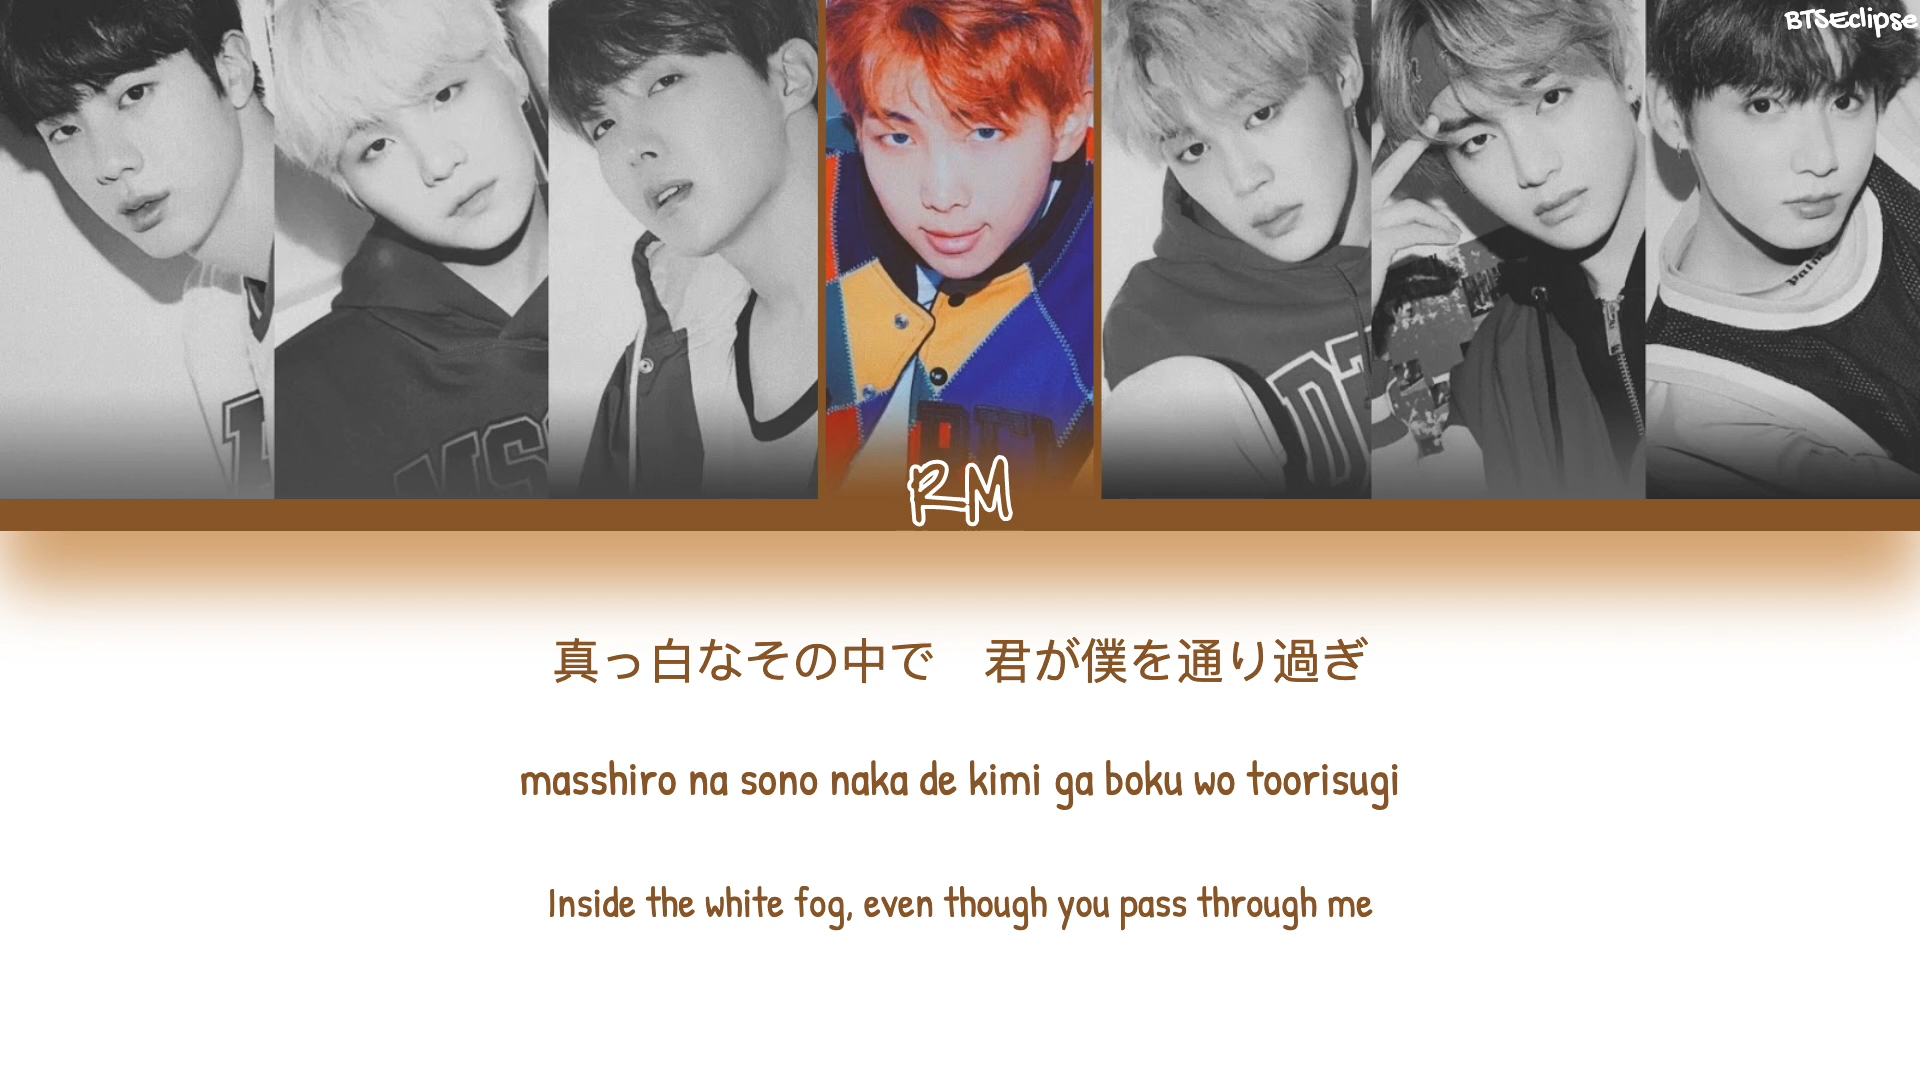 BTSEclipse
RM
真っ白なその中で　君が僕を通り過ぎ
masshiro na sono naka de kimi ga boku wo toorisugi
Inside the white fog, even though you pass through me